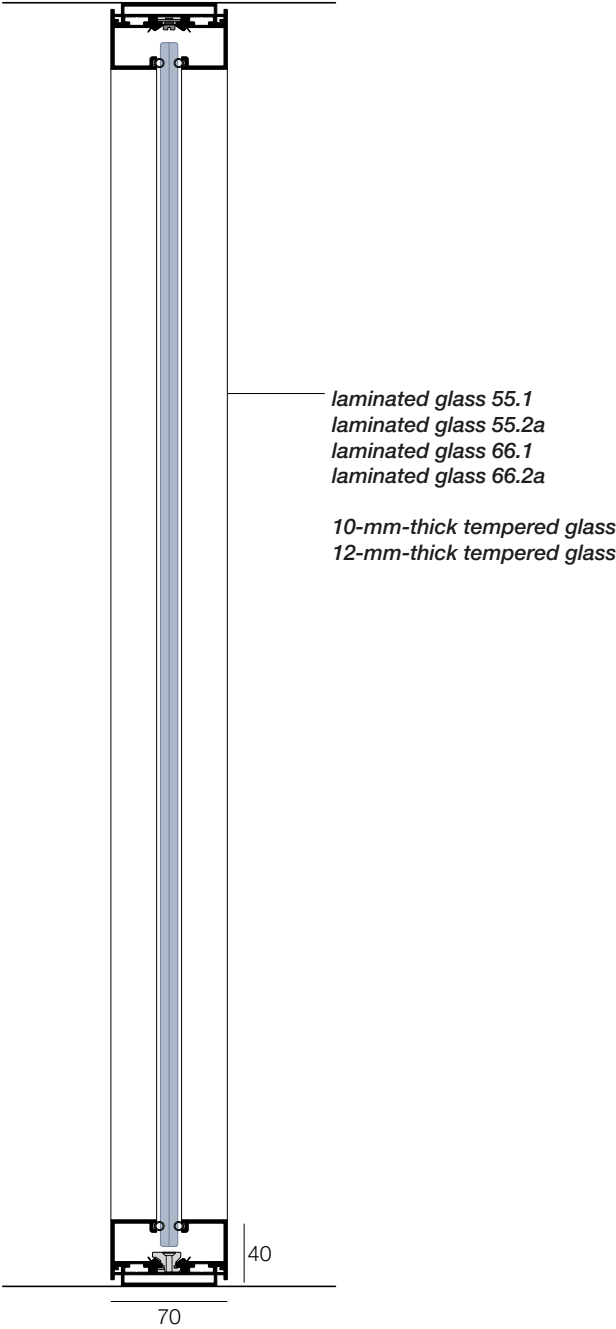 laminated glass 55.1
laminated glass 55.2a
laminated glass 66.1
laminated glass 66.2a
10-mm-thick tempered glass
12-mm-thick tempered glass
40
70